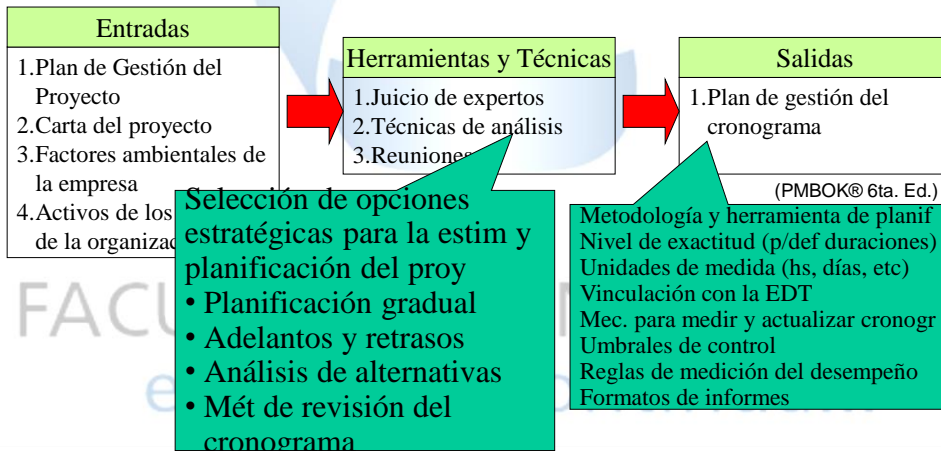 Entradas
1.Plan de Gestión del
Proyecto
2.Carta del proyecto
3.Factores ambientales de
la empresa
4.Activos de los
de la organizac
Herramientas y Técnicas
1.Juicio de expertos
2.Técnicas de análisis
3.Reuniones
Salidas
1.Plan de gestión del
cronograma
(PMBOK® 6ta. Ed.)
Selección de opciones
estratégicas para la estim y
planificación del proy
• Planificación gradual
• Adelantos y retrasos
• Análisis de alternativas
• Mét de revisión del
cronograma
Metodología y herramienta de planif
Nivel de exactitud (p/def duraciones)
Unidades de medida (hs, días, etc)
Vinculación con la EDT
Mec. para medir y actualizar cronogr
Umbrales de control
Reglas de medición del desempeño
Formatos de informes
FACU